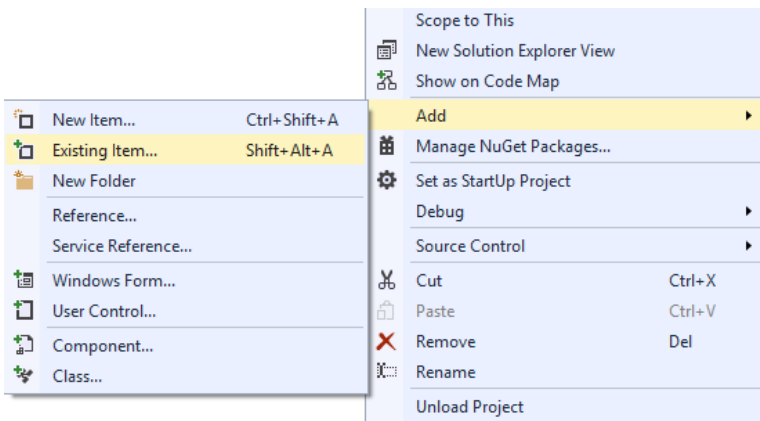 Scope to This
New Solution Explorer View
Show on Code Map
Add
Manage NuGet Packages...
Set as StartUp Project
Debug
Source Control
Cut Ctrl+X
Paste Ctrl+V
Remove Del
Rename
Unload Project
New Item... Ctrl+Shift+A
Existing Item... Shift+Alt+A
New Folder
Reference...
Service Reference...
Windows Form...
User Control...
Component...
Class...